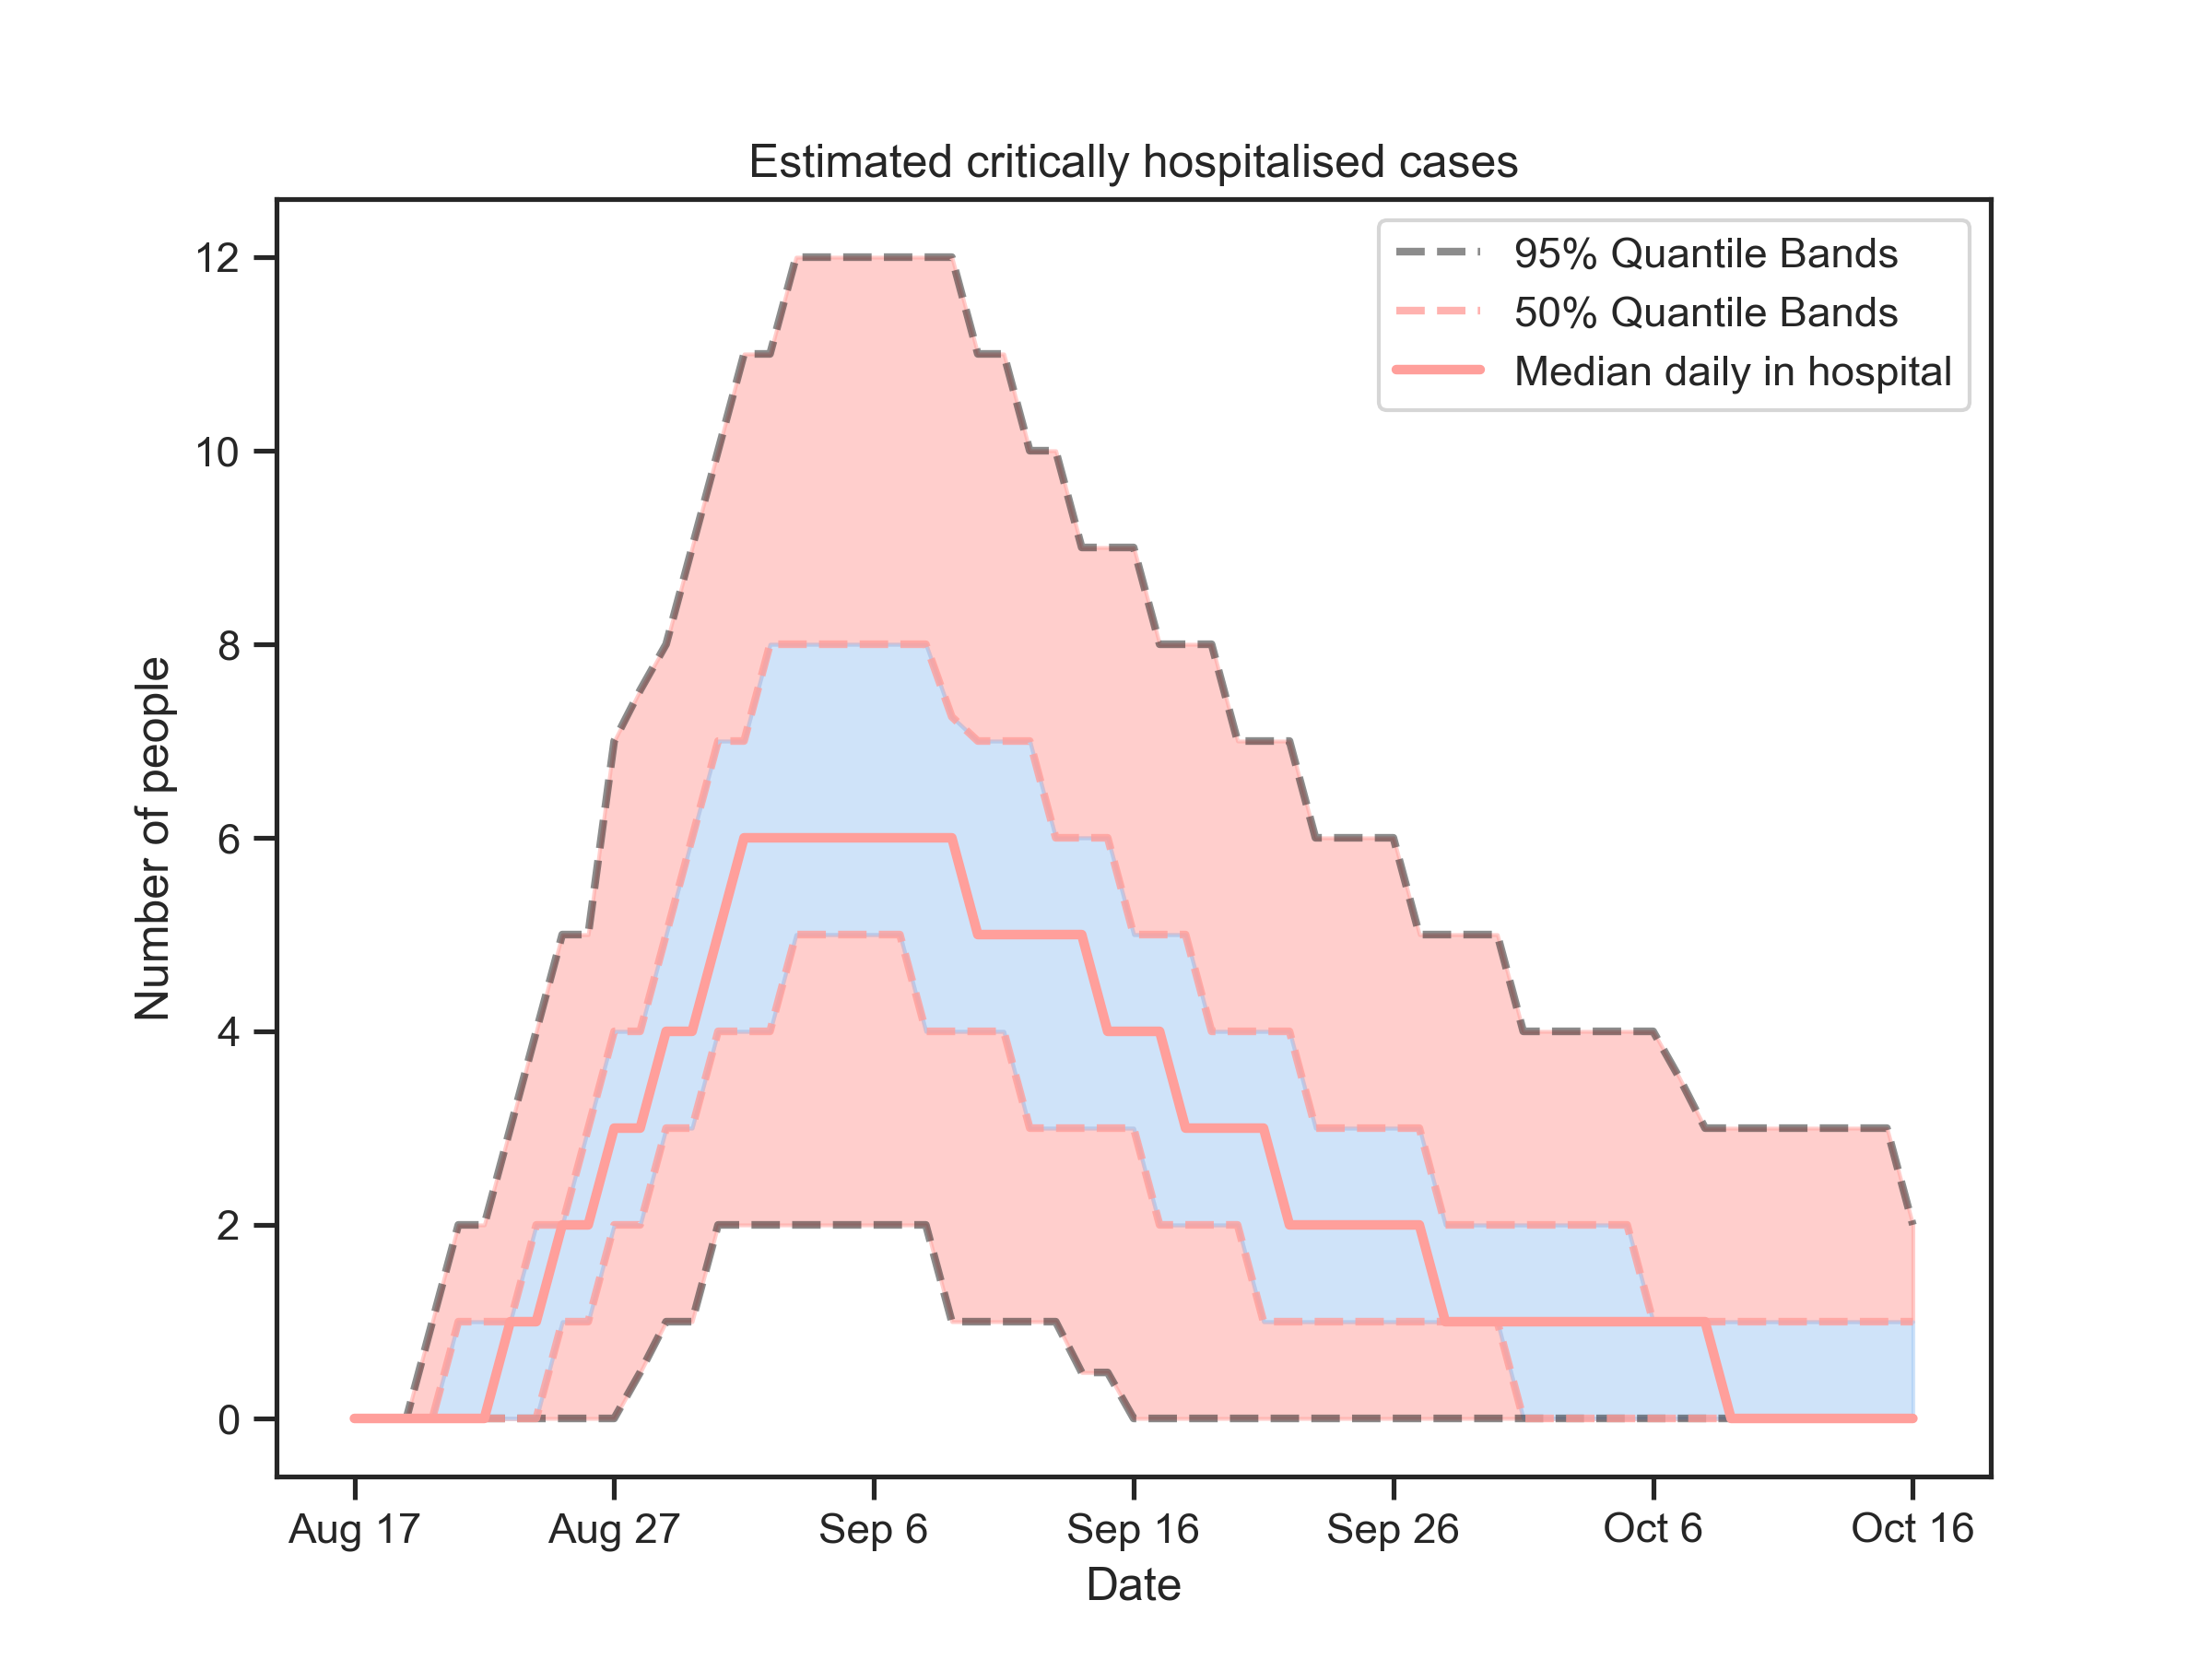 Estimated critically hospitalised cases
95% Quantile Bands
50% Quantile Bands
Median daily in hospital
12
10
8
6
4
2
0
Number of people
Aug 17 Aug 27 Sep 6 Sep 16 Sep 26 Oct 6 Oct 16
Date